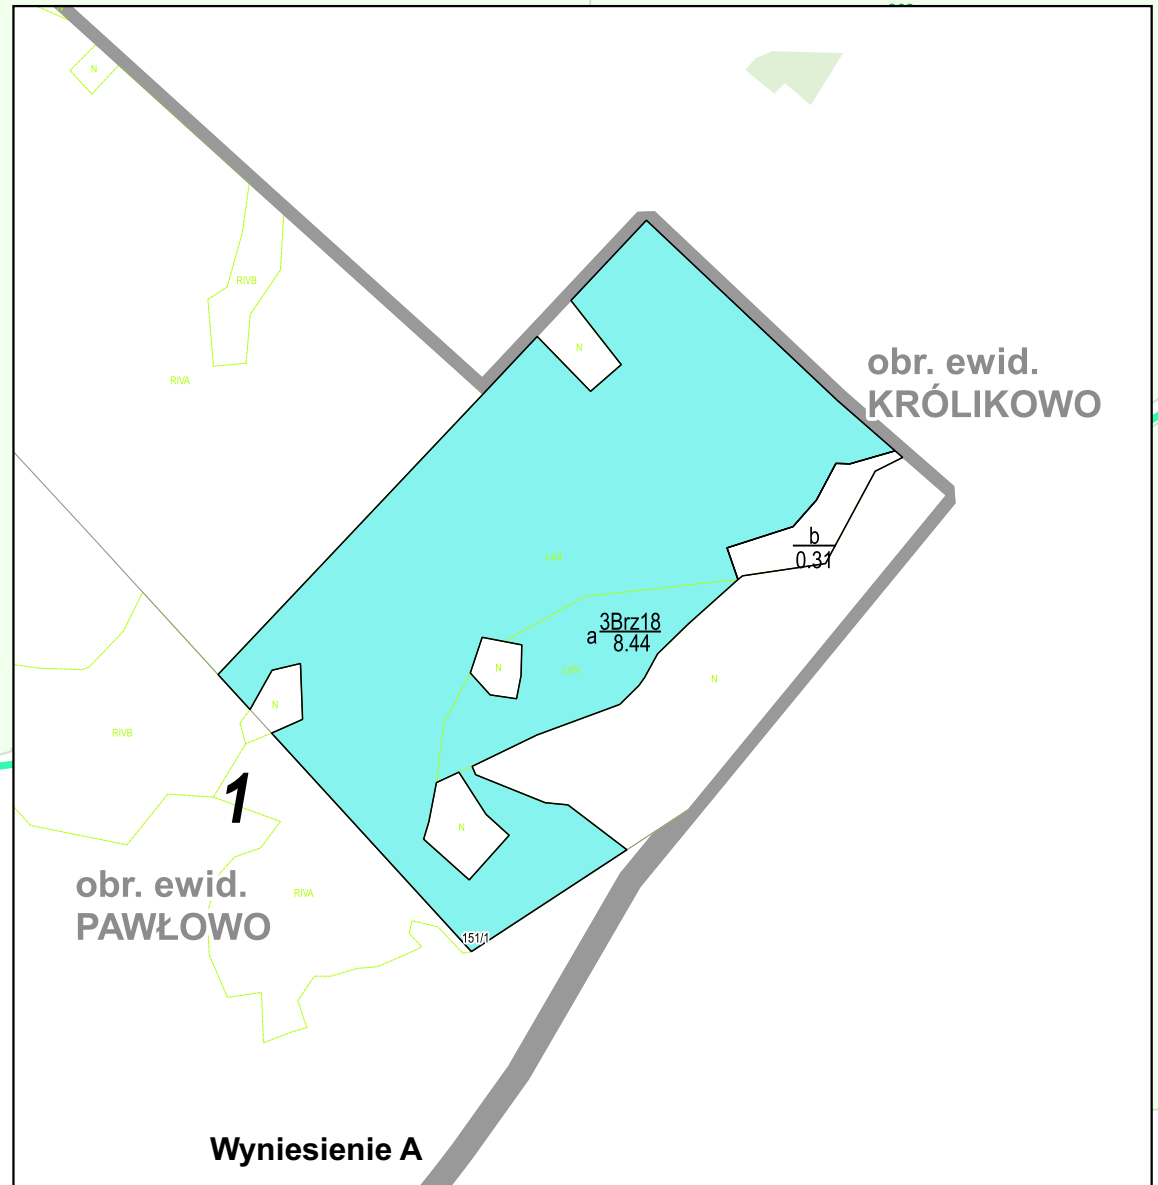 N
RIVB
RIVA
N
obr. ewid.
KRÓLIKOWO
b
0.31
3Brz18
a
8.44
N
N
N
RIVB
1
N
obr. ewid.
PAWŁOWO
RIVA
151/1
Wyniesienie A